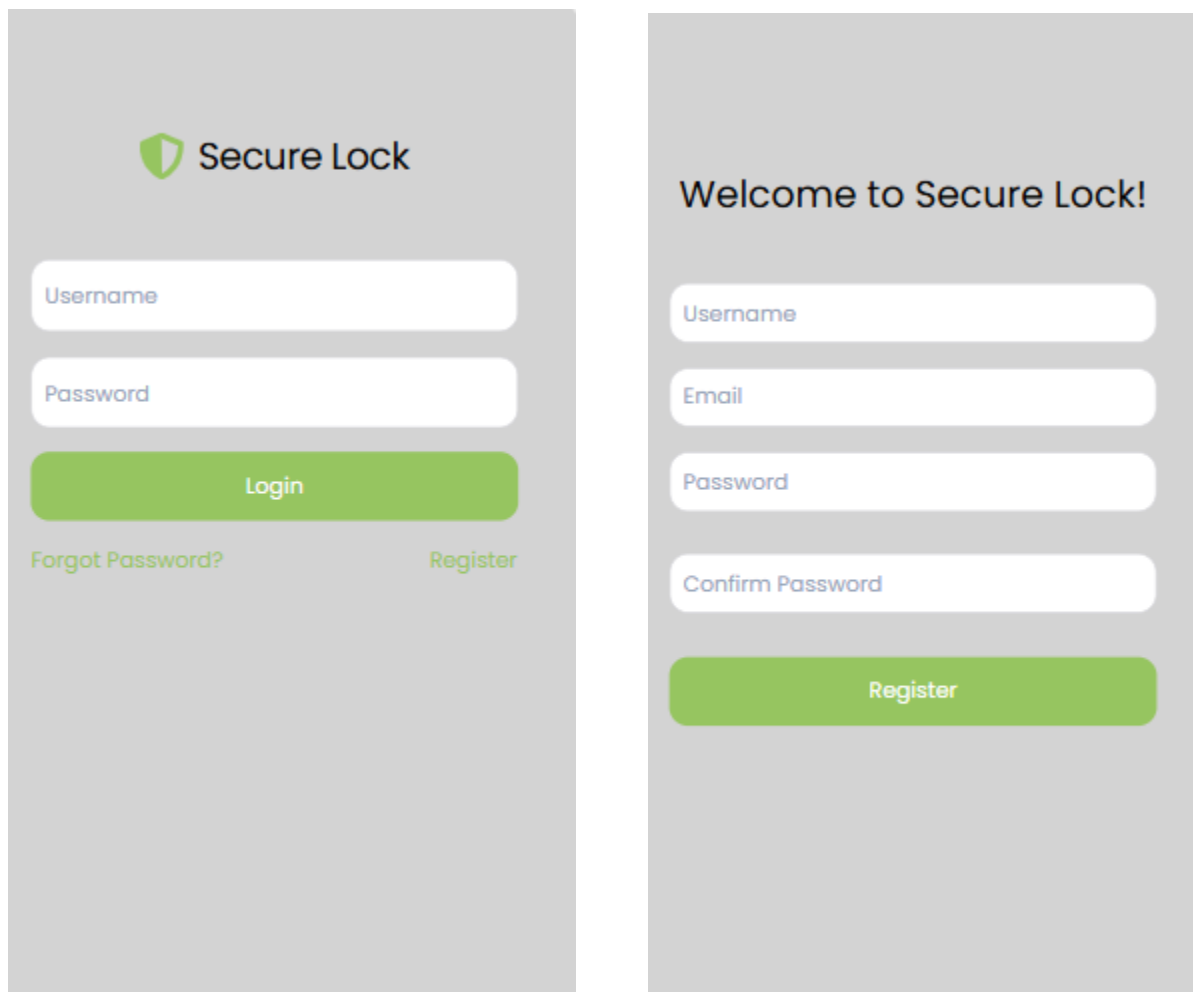 Secure Lock
Username
Password
Login
Forgot Password? Register
Welcome to Secure Lock!
Username
Email
Password
Confirm Password
Register